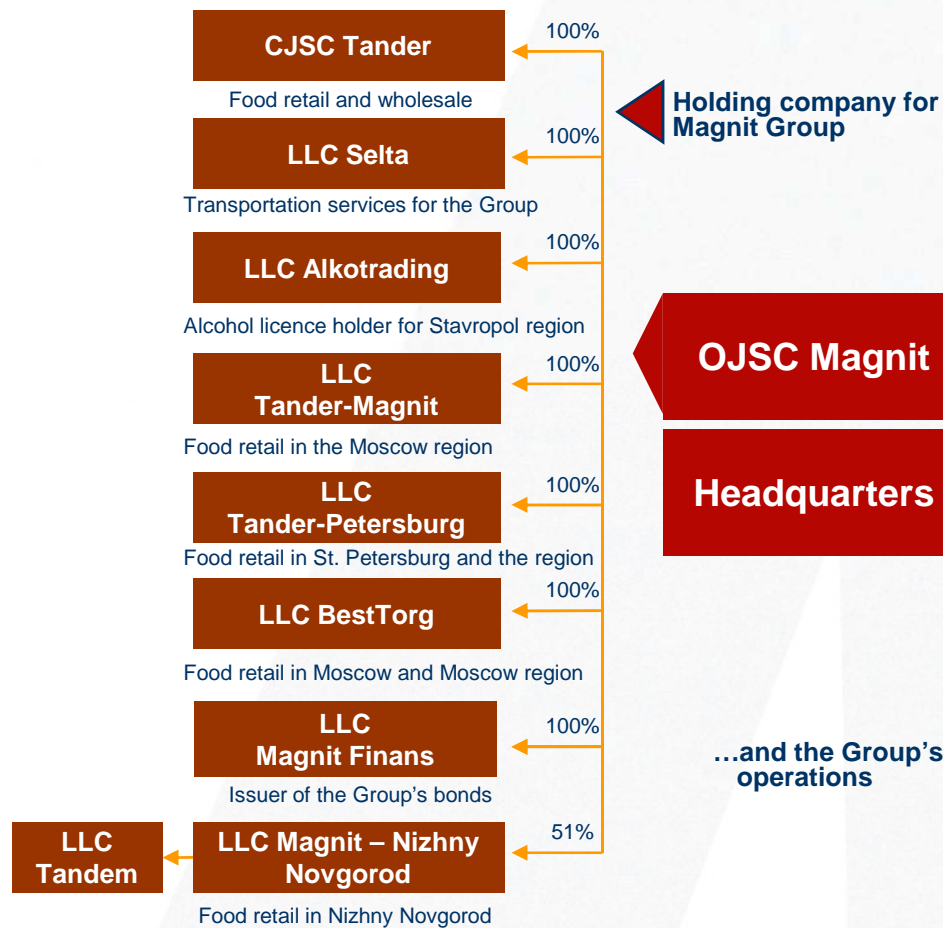 CJSC Tander
100%
Food retail and wholesale
Holding company for
Magnit Group
LLC Selta
100%
Transportation services for the Group
LLC Alkotrading
100%
Alcohol licence holder for Stavropol region
LLC
Tander-Magnit
100%
Food retail in the Moscow region
OJSC Magnit
Headquarters
LLC
Tander-Petersburg
100%
Food retail in St. Petersburg and the region
LLC BestTorg
100%
Food retail in Moscow and Moscow region
LLC
Magnit Finans
100%
Issuer of the Group’s bonds
…and the Group’s
operations
LLC
Tandem
LLC Magnit – Nizhny
Novgorod
51%
Food retail in Nizhny Novgorod